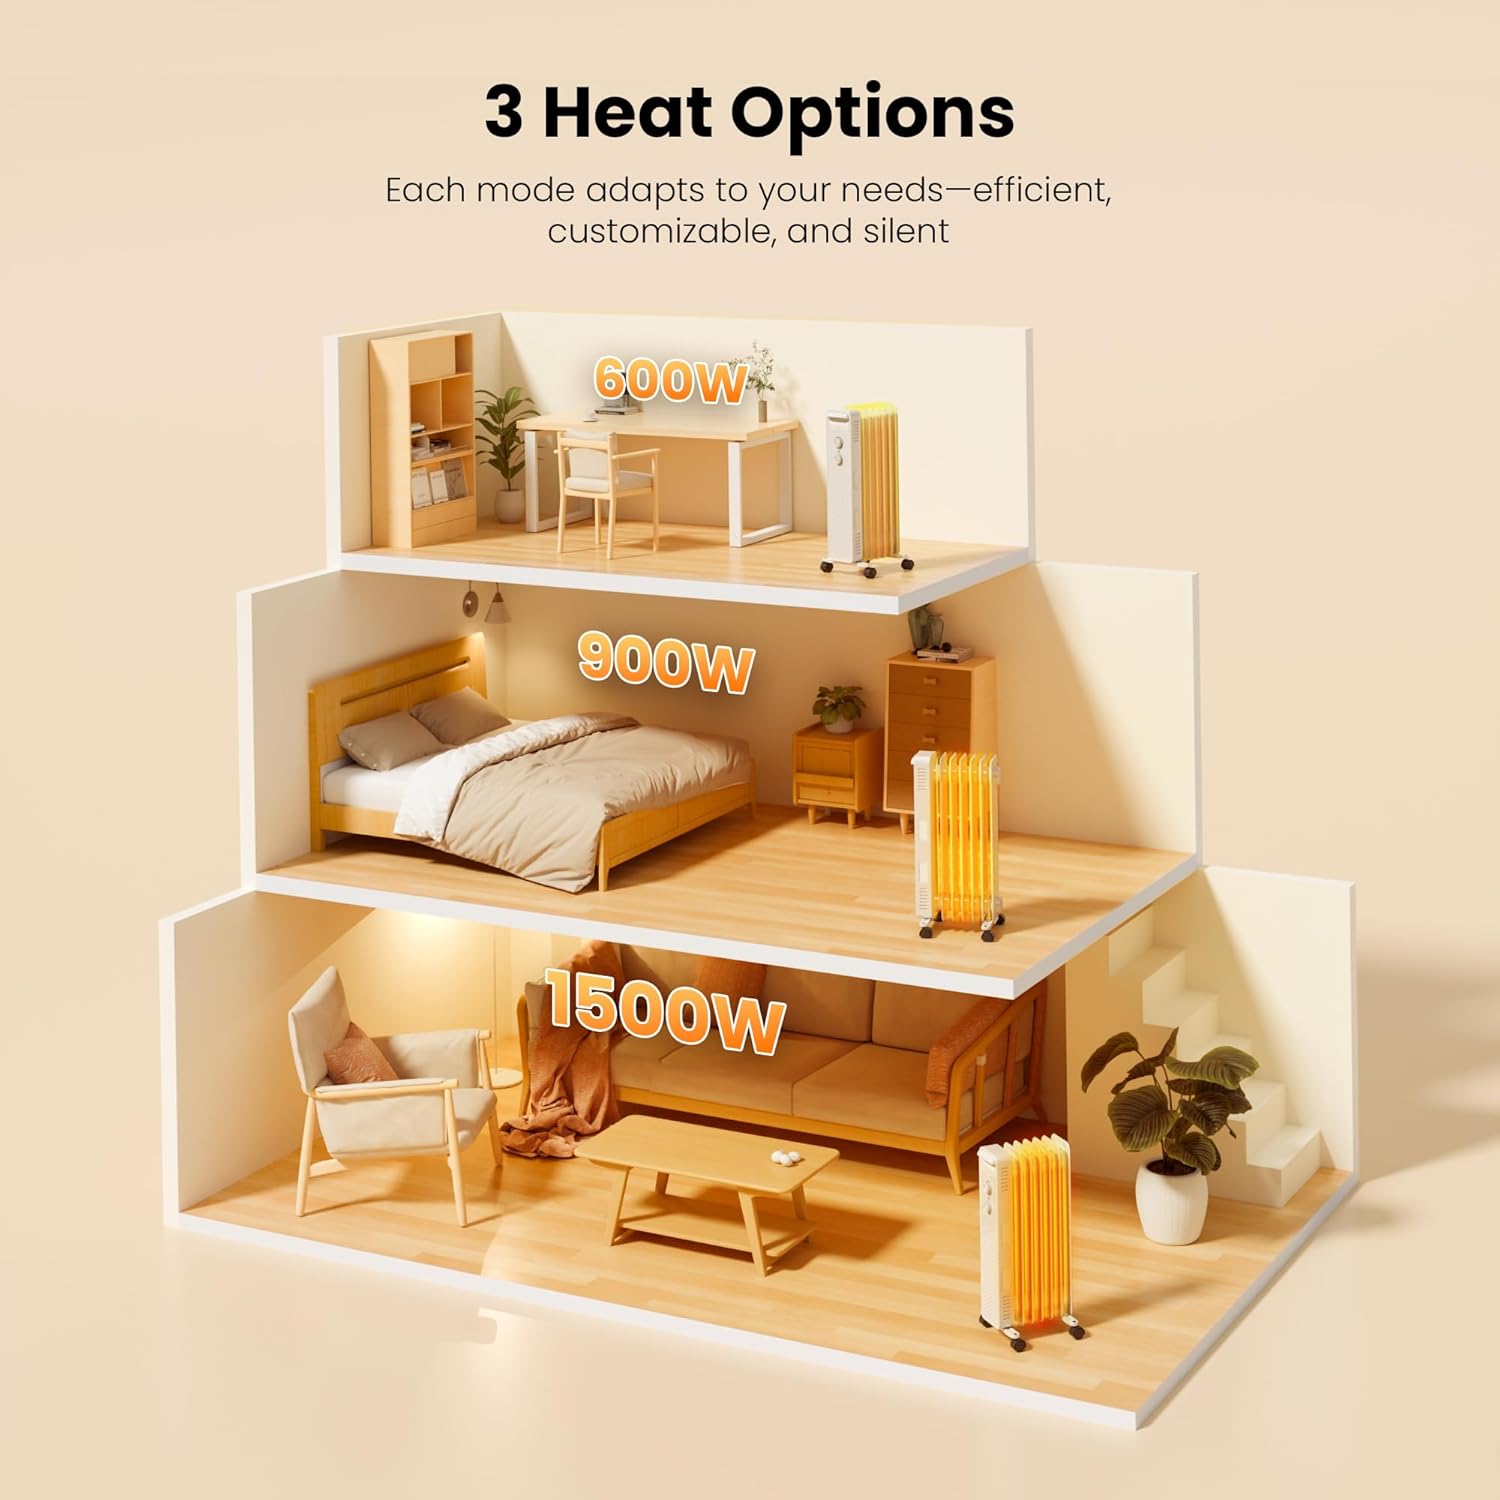 3 Heat Options
Each mode adapts to your needs—efficient,
customizable, and silent
600W
900W
1500W